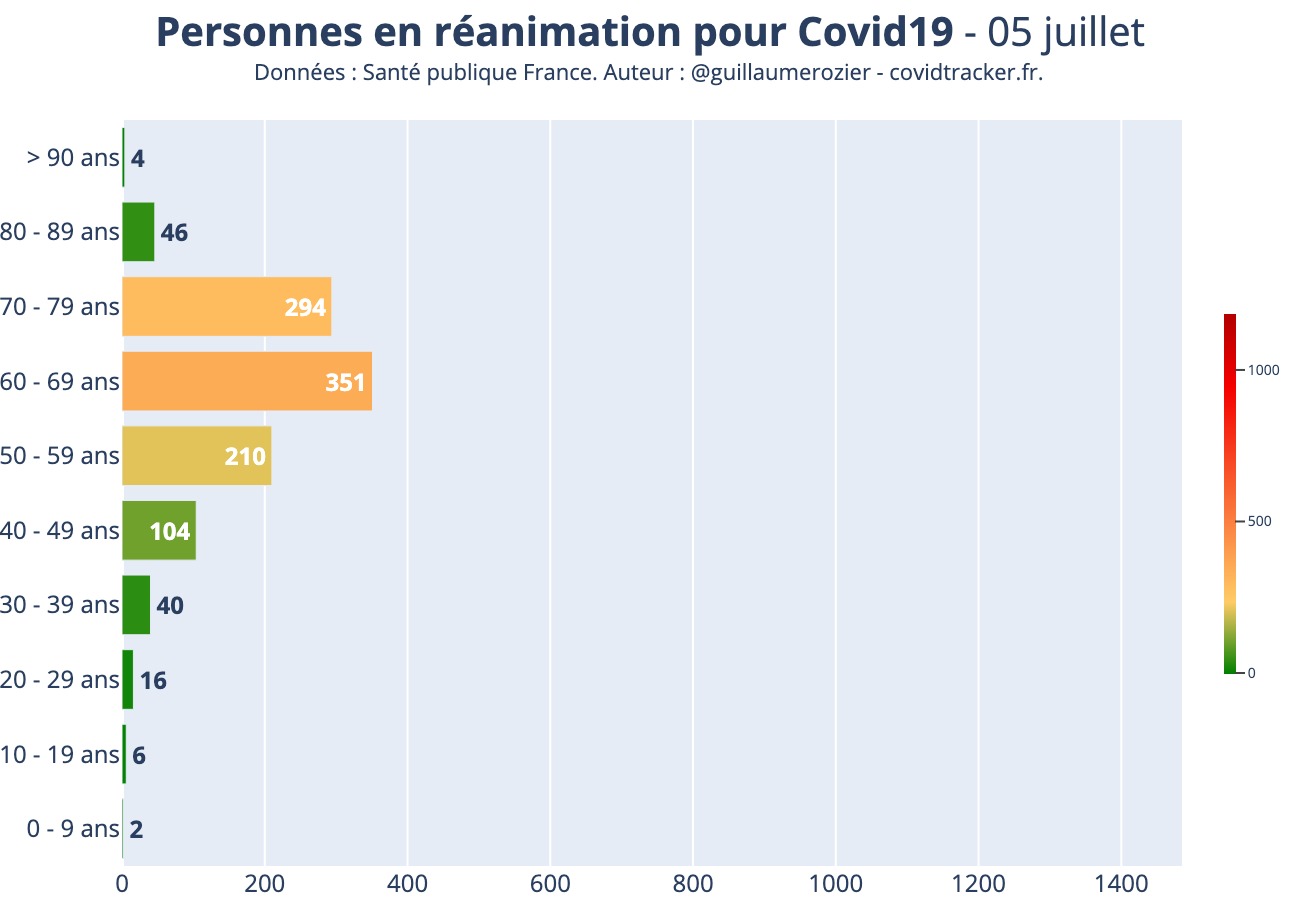 Personnes en réanimation pour Covid19 - 05 juillet
Données : Santé publique France. Auteur : @guillaumerozier - covidtracker.fr.
> 90 ans 4
80 - 89 ans 46
70 - 79 ans 294
60 - 69 ans 351
50 - 59 ans 210
40 - 49 ans 104
30 - 39 ans 40
20 - 29 ans 16
10 - 19 ans 6
0 - 9 ans 2
0 200 400 600 800 1000 1200 1400
1000
500
0